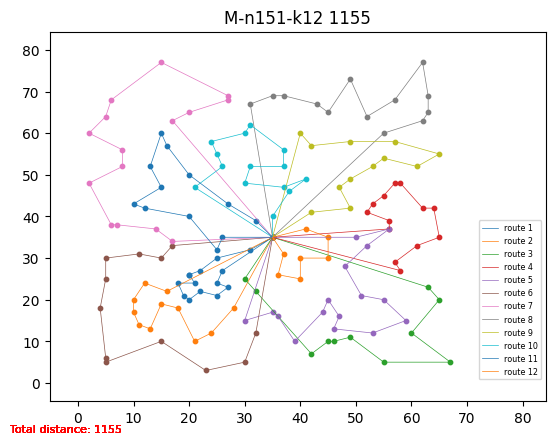 M-n151-k12 1155
80
70
60
50
40
30
20
10
0
0 10 20 30 40 50 60 70 80
route 1
route 2
route 3
route 4
route 5
route 6
route 7
route 8
route 9
route 10
route 11
route 12
Total distance: 1155